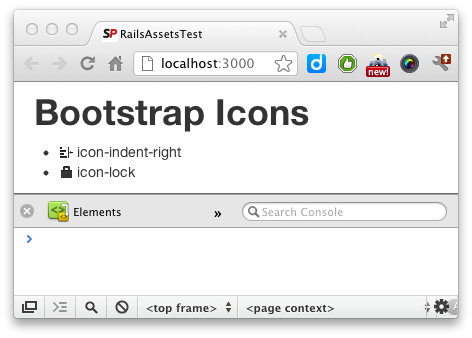 SP RailsAssetsTest
localhost:3000
new!
Bootstrap Icons
icon-indent-right
icon-lock
Elements » Search Console
<top frame> <page context>